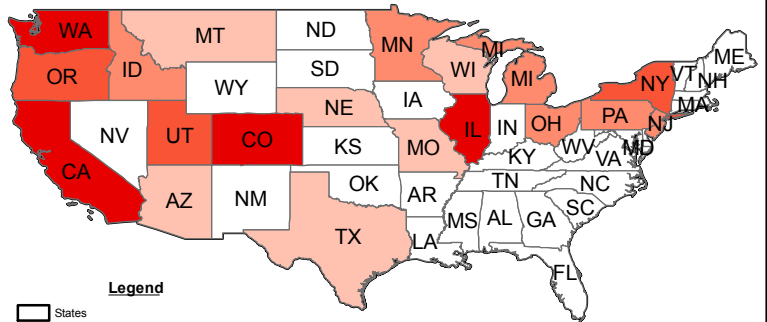 WA
MT
ND
MN
MI
ME
VT
NH
OR
ID
WY
SD
WI
MI
NY
MA
NV
UT
CO
NE
IA
IL
IN
OH
PA
NJ
CA
KS
MO
KY
WV
VA
MD
AZ
NM
OK
AR
TN
NC
SC
TX
LA
MS
AL
GA
FL
Legend
States